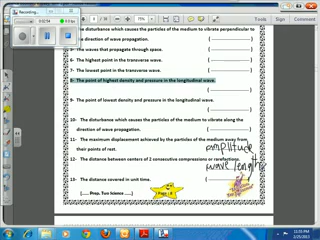 Recording...
00:02:54
75%
the disturbance which causes the particles of the medium to vibrate perpendicular to
direction of wave propagation. (..................)
5- The waves that propagate through space. (..................)
6- The highest point in the transverse wave. (..................)
7- The lowest point in the transverse wave. (..................)
8- The point of highest density and pressure in the longitudinal wave.
(..................)
9- The point of lowest density and pressure in the longitudinal wave.
(..................)
10- The disturbance which causes the particles of the medium to vibrate along the
direction of wave propagation. (..................)
11- The maximum displacement achieved by the particles of the medium away from
their points of rest. amplitude
12- The distance between centers of 2 consecutive compressions or rarefactions.
wave length
13- The distance covered in unit time. (..................)
Prep. Two Science